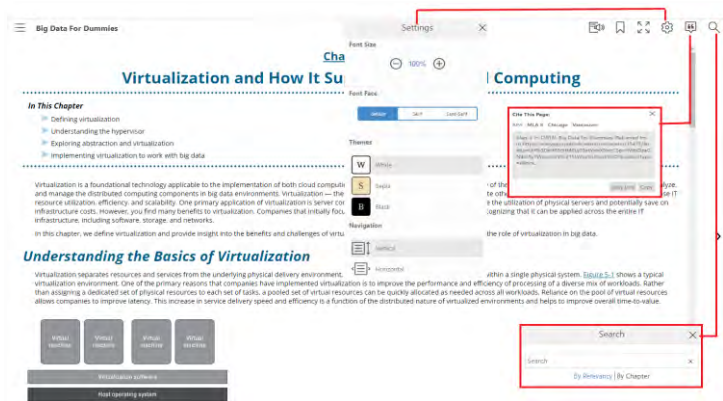 Big Data For Dummies
Settings
Font Size
100%
Font Face
Serif
Themes
W White
S Sepia
B Black
Navigation
Vertical
Horizontal
Cha
Virtualization and How It Su
Computing
In This Chapter
Defining virtualization
Understanding the hypervisor
Exploring abstraction and virtualization
Implementing virtualization to work with big data
Cite This Page:
APA MLA 8 Chicago
Copy
Virtualization is a foundational technology applicable to the implementation of both cloud computi
of the
and manage the distributed computing components in big data environments. Virtualization — the
resource utilization, efficiency, and scalability. One primary application of virtualization is server con
e the utilization of physical servers and potentially save on
infrastructure costs. However, you find many benefits to virtualization. Companies that initially focu
cognizing that it can be applied across the entire IT
infrastructure, including software, storage, and networks.
In this chapter, we define virtualization and provide insight into the benefits and challenges of virtu
the role of virtualization in big data.
Understanding the Basics of Virtualization
Virtualization separates resources and services from the underlying physical delivery environment.
within a single physical system. Figure 5-1 shows a typical
virtualization environment. One of the primary reasons that companies have implemented virtualization is to improve the performance and efficiency of processing of a diverse mix of workloads. Rather
than assigning a dedicated set of physical resources to each set of tasks, a pooled set of virtual resources can be quickly allocated as needed across all workloads. Reliance on the pool of virtual resources
allows companies to improve latency. This increase in service delivery speed and efficiency is a function of the distributed nature of virtualized environments and helps to improve overall time-to-value.
Virtual machine
Virtual machine
Virtual machine
Virtual machine
Virtualization software
Host operating system
Search
Search
By Relevancy | By Chapter